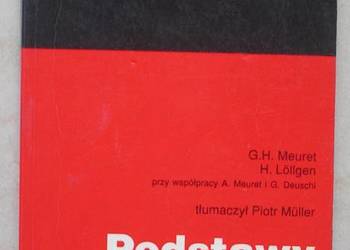 G.H. Meuret
H. Löllgen
przy współpracy A. Meuret i G. Deuschl
tłumaczył Piotr Müller
Podstawy